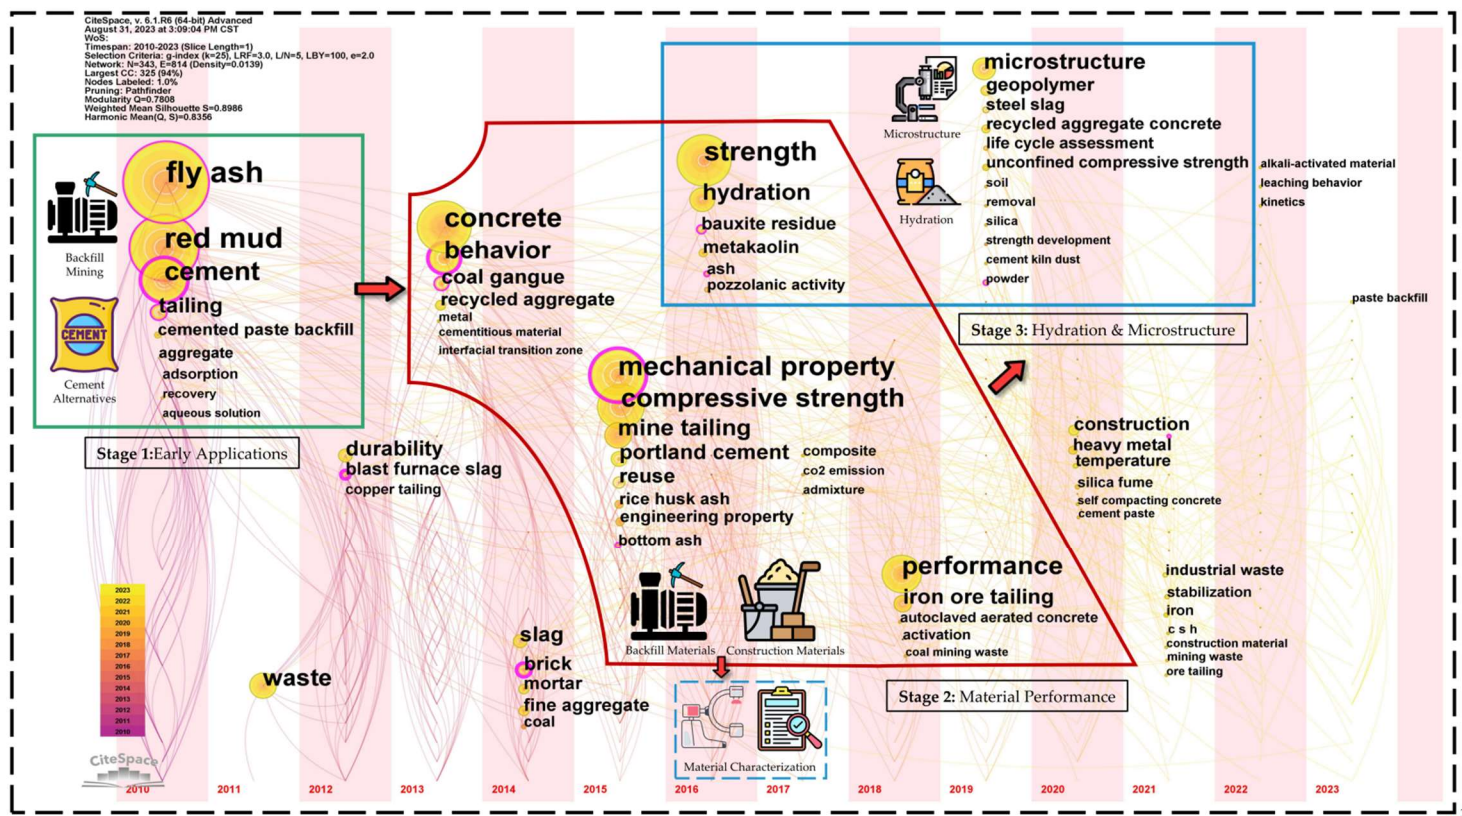 CiteSpace, v. 6.1.R6 (64-bit) Advanced
August 31, 2023 at 3:09:04 PM CST
WoS:
Timespan: 2010-2023 (Slice Length=1)
Selection Criteria: g-index (k=25), LRF=3.0, L/N=5, LBY=100, e=2.0
Network: N=343, E=814 (Density=0.0139)
Largest CC: 325 (94%)
Nodes Labeled: 1.0%
Pruning: Pathfinder
Modularity Q=0.7808
Weighted Mean Silhouette S=0.8986
Harmonic Mean(Q, S)=0.8356
fly ash
red mud
cement
tailing
cemented paste backfill
aggregate
adsorption
recovery
aqueous solution
Backfill
Mining
CEMENT
Cement
Alternatives
Stage 1:Early Applications
waste
durability
blast furnace slag
copper tailing
concrete
behavior
coal gangue
recycled aggregate
metal
cementitious material
interfacial transition zone
slag
brick
mortar
fine aggregate
coal
mechanical property
compressive strength
mine tailing
portland cement
reuse
rice husk ash
engineering property
bottom ash
strength
hydration
bauxite residue
metakaolin
ash
pozzolanic activity
composite
co2 emission
admixture
Backfill Materials
Construction Materials
Material Characterization
performance
iron ore tailing
autoclaved aerated concrete
activation
coal mining waste
Stage 2: Material Performance
Microstructure
Hydration
microstructure
geopolymer
steel slag
recycled aggregate concrete
life cycle assessment
unconfined compressive strength
soil
removal
silica
strength development
cement kiln dust
powder
Stage 3: Hydration & Microstructure
construction
heavy metal
temperature
silica fume
self compacting concrete
cement paste
industrial waste
stabilization
iron
c s h
construction material
mining waste
ore tailing
alkali-activated material
leaching behavior
kinetics
paste backfill
2023
2022
2021
2020
2019
2018
2017
2016
2015
2014
2013
2012
2011
2010
CiteSpace
2010
2011
2012
2013
2014
2015
2016
2017
2018
2019
2020
2021
2022
2023